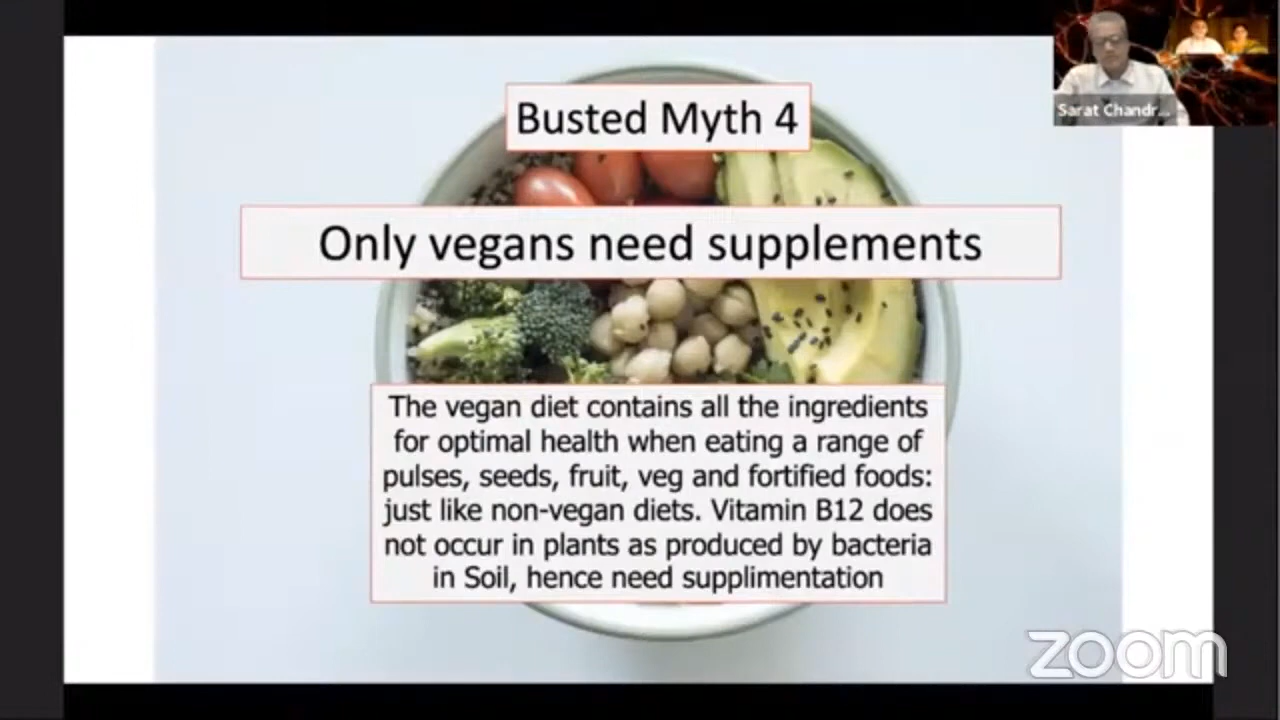 Busted Myth 4
Sarat Chandr...
Only vegans need supplements
The vegan diet contains all the ingredients
for optimal health when eating a range of
pulses, seeds, fruit, veg and fortified foods:
just like non-vegan diets. Vitamin B12 does
not occur in plants as produced by bacteria
in Soil, hence need supplimentation
zoom